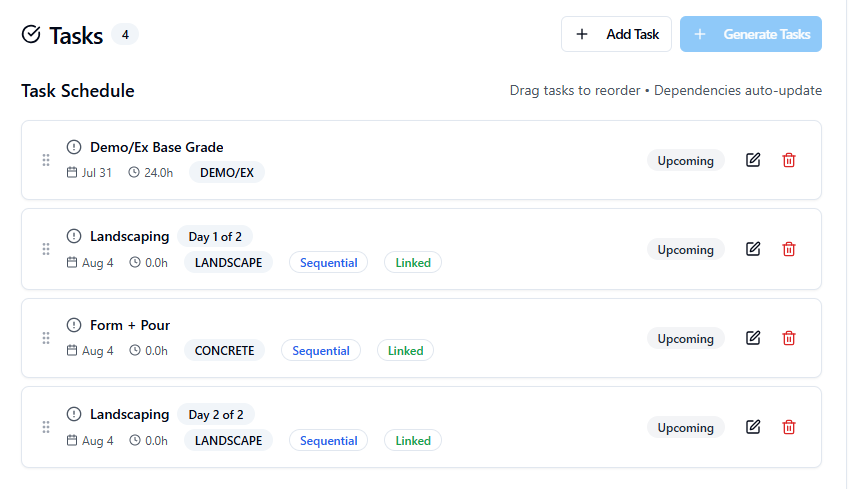 Tasks 4 + Add Task + Generate Tasks
Task Schedule Drag tasks to reorder • Dependencies auto-update
Demo/Ex Base Grade
Jul 31 24.0h DEMO/EX Upcoming
Landscaping Day 1 of 2
Aug 4 0.0h LANDSCAPE Sequential Linked Upcoming
Form + Pour
Aug 4 0.0h CONCRETE Sequential Linked Upcoming
Landscaping Day 2 of 2
Aug 4 0.0h LANDSCAPE Sequential Linked Upcoming